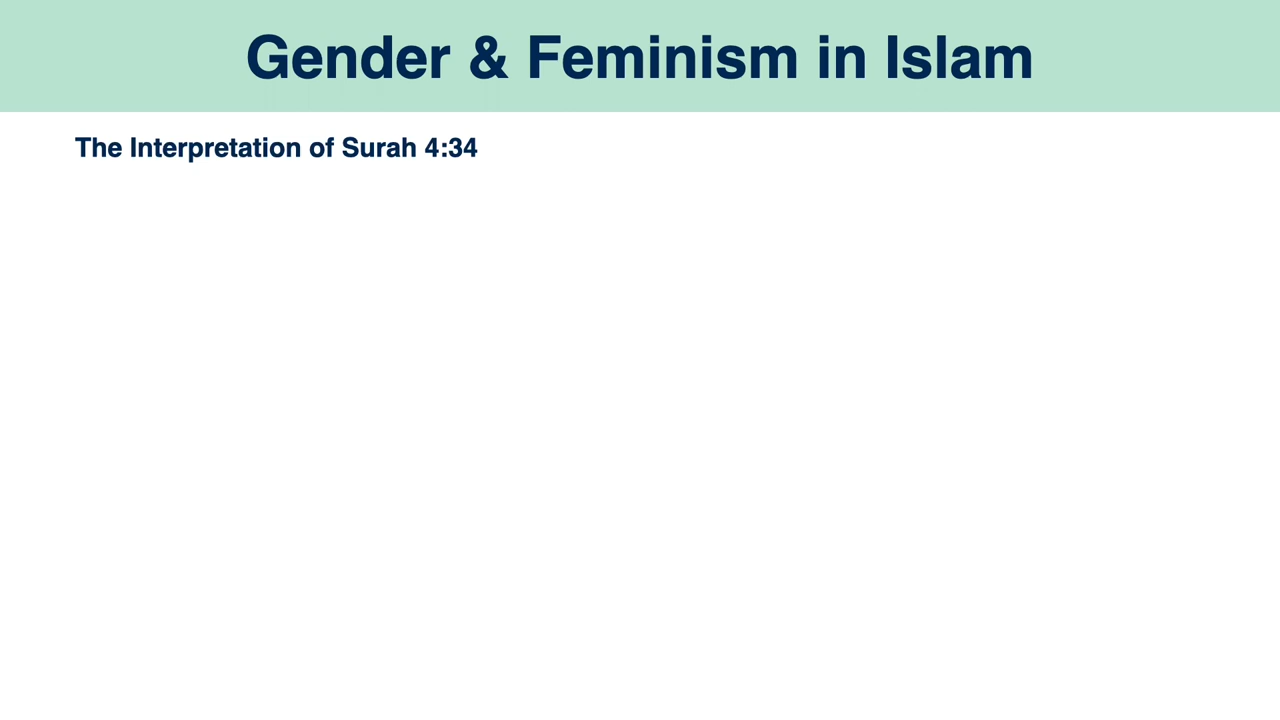 Gender & Feminism in Islam
The Interpretation of Surah 4:34